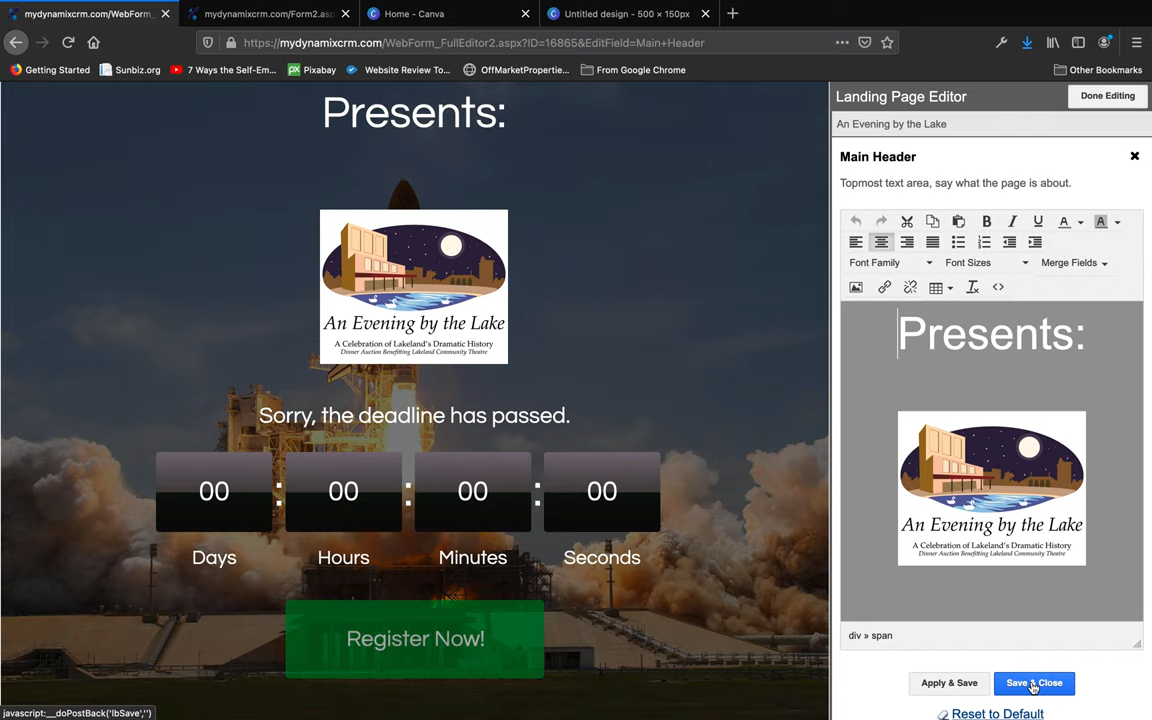 mydynamixcrm.com/WebForm_
mydynamixcrm.com/Form2.asp
Home - Canva
Untitled design - 500 × 150px
https://mydynamixcrm.com/WebForm_FullEditor2.aspx?ID=16865&EditField=Main+Header
Getting Started
Sunbiz.org
7 Ways the Self-Em...
Pixabay
Website Review To...
OffMarketPropertie...
From Google Chrome
Other Bookmarks
Presents:
An Evening by the Lake
A Celebration of Lakeland's Dramatic History
Dinner Auction Benefitting Lakeland Community Theatre
Sorry, the deadline has passed.
00 : 00 : 00 : 00
Days Hours Minutes Seconds
Register Now!
javascript:__doPostBack('lbSave','')
Landing Page Editor
Done Editing
An Evening by the Lake
Main Header
Topmost text area, say what the page is about.
B I U A A
Font Family
Font Sizes
Merge Fields
Presents:
An Evening by the Lake
A Celebration of Lakeland's Dramatic History
Dinner Auction Benefitting Lakeland Community Theatre
div » span
Apply & Save
Save & Close
Reset to Default